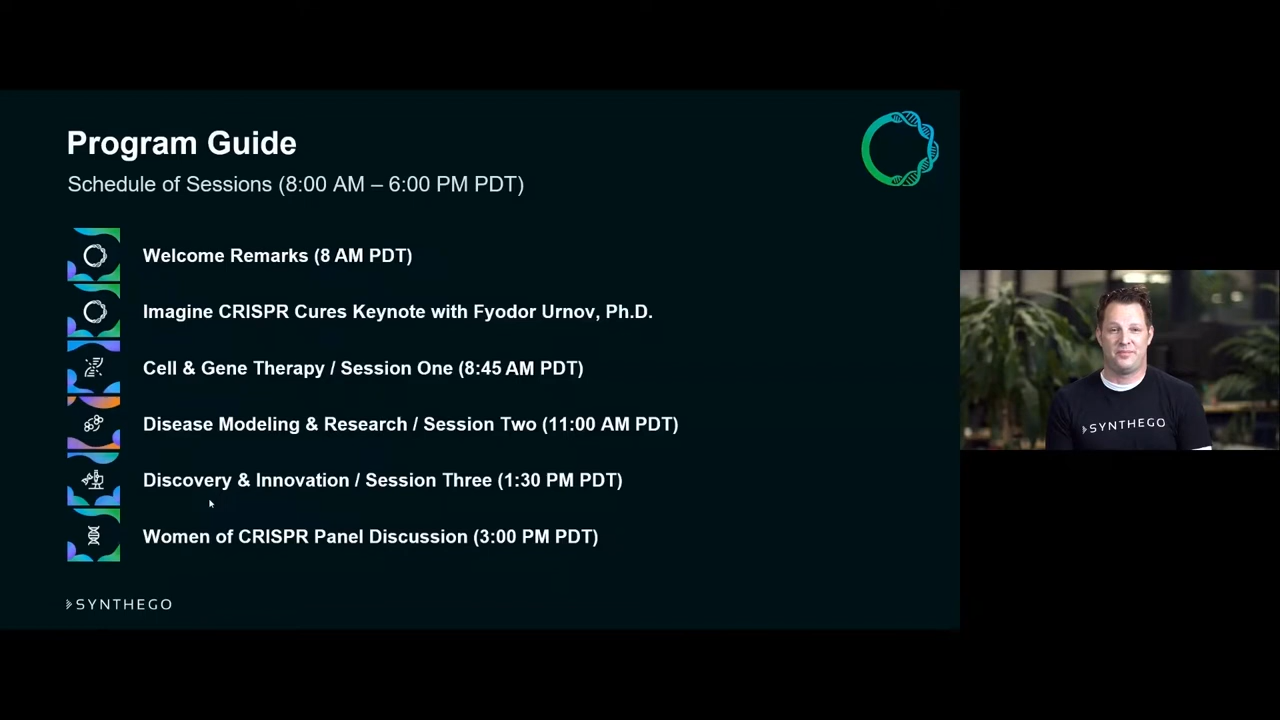 Program Guide
Schedule of Sessions (8:00 AM – 6:00 PM PDT)
Welcome Remarks (8 AM PDT)
Imagine CRISPR Cures Keynote with Fyodor Urnov, Ph.D.
Cell & Gene Therapy / Session One (8:45 AM PDT)
Disease Modeling & Research / Session Two (11:00 AM PDT)
Discovery & Innovation / Session Three (1:30 PM PDT)
Women of CRISPR Panel Discussion (3:00 PM PDT)
SYNTHEGO
SYNTHEGO